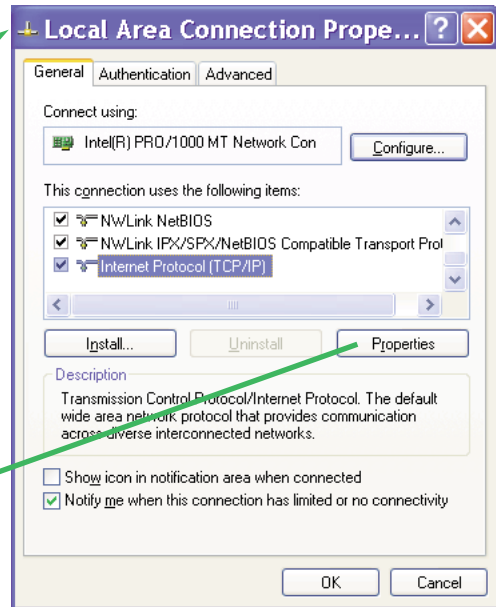 Local Area Connection Prope...
General Authentication Advanced
Connect using:
Intel(R) PRO/1000 MT Network Con
Configure...
This connection uses the following items:
NWLink NetBIOS
NWLink IPX/SPX/NetBIOS Compatible Transport Prot
Internet Protocol (TCP/IP)
Install... Uninstall Properties
Description
Transmission Control Protocol/Internet Protocol. The default
wide area network protocol that provides communication
across diverse interconnected networks.
Show icon in notification area when connected
Notify me when this connection has limited or no connectivity
OK Cancel